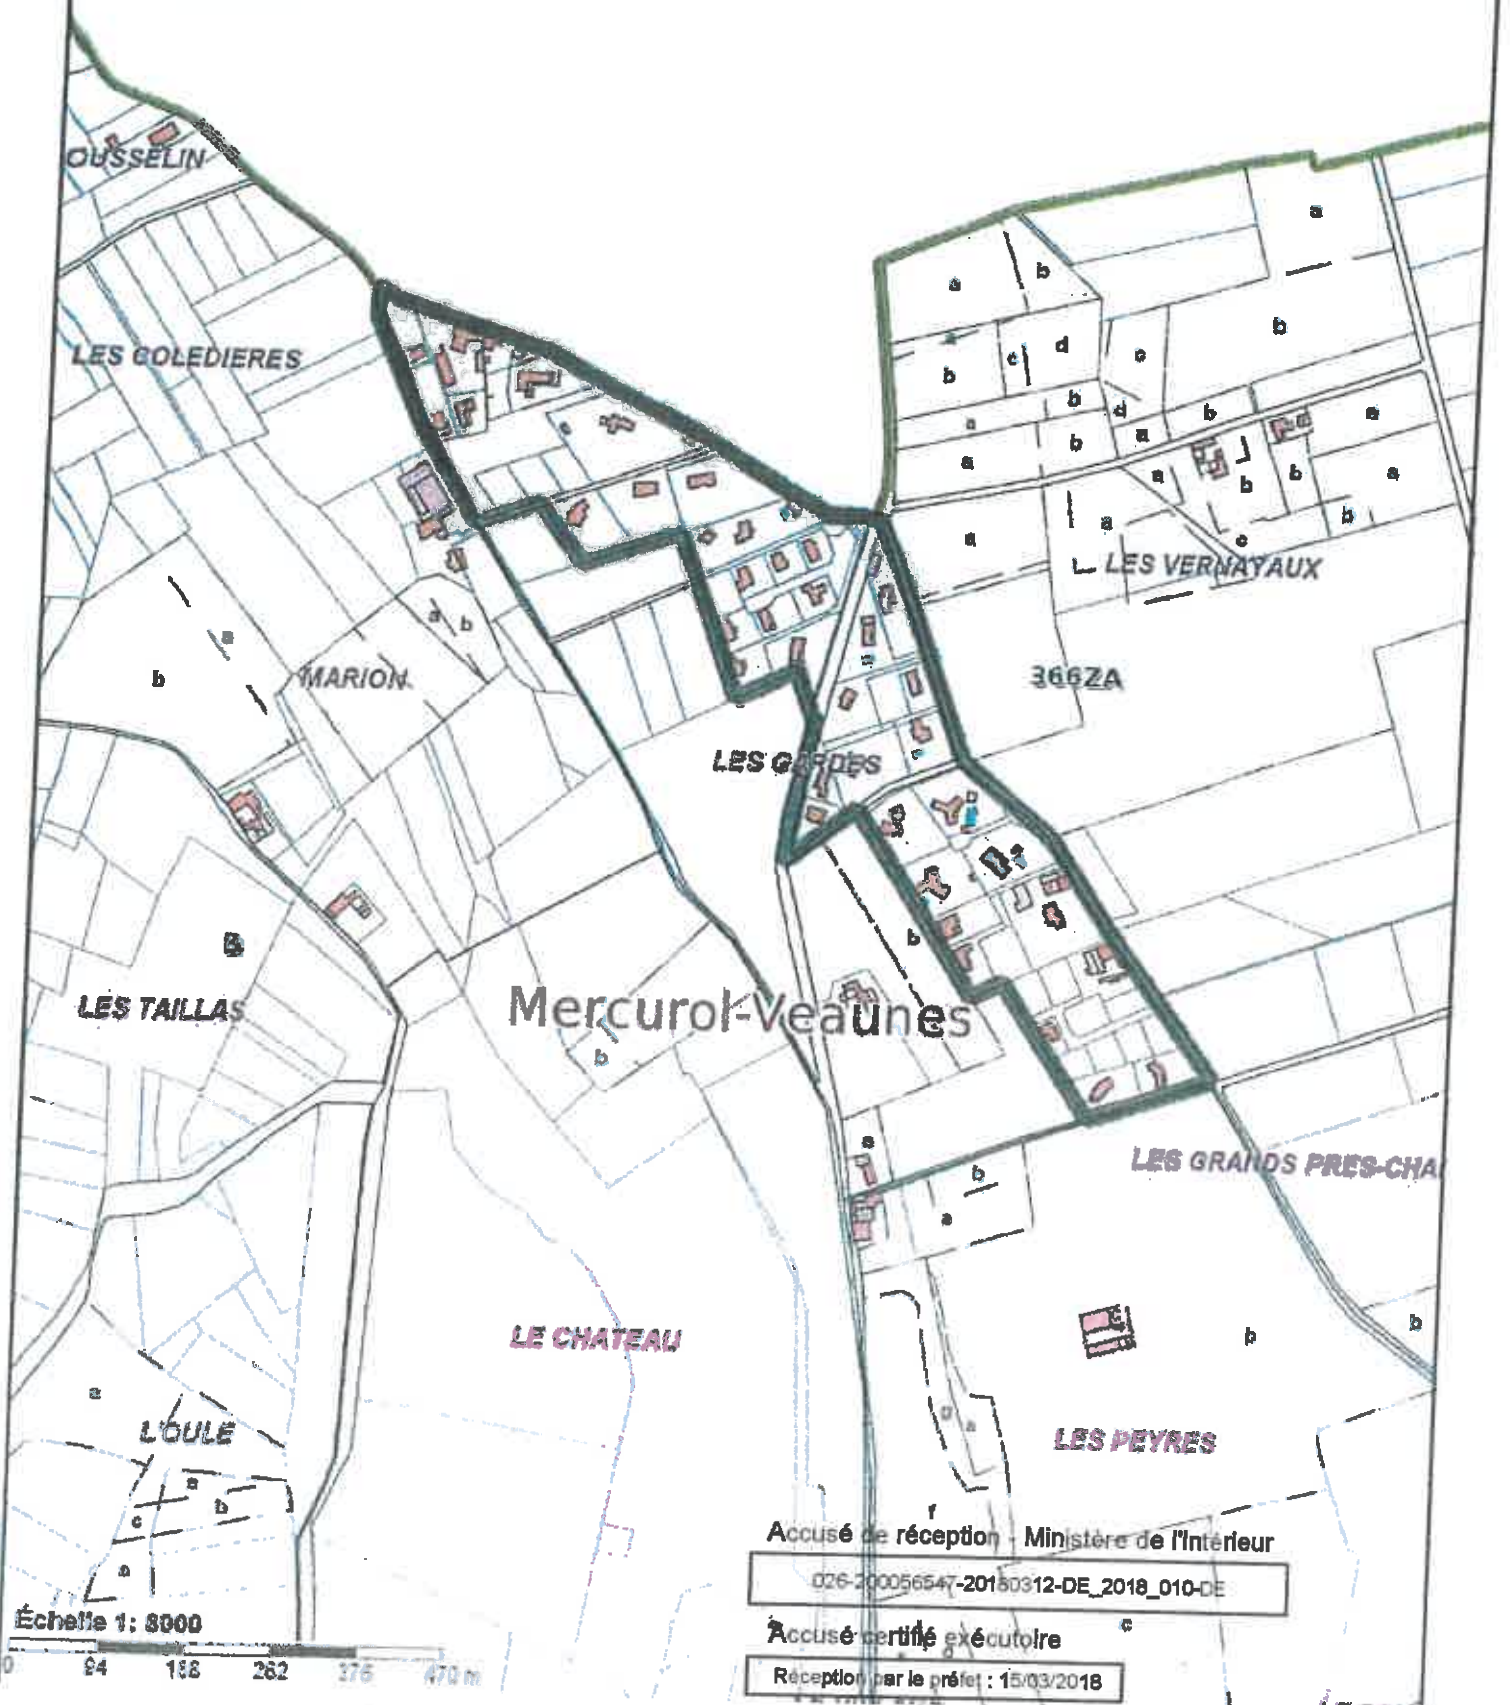 OUSSELIN
a
b
a
LES COLEDIERES
a
b
c
d
b
b
d
b
a
a
b
a
a
b
b
a
b
c
a
a
LES VERNAYAUX
a
b
a
b
MARION
366ZA
LES GARDES
b
LES TAILLAS
Mercurol-Veaunes
b
a
b
a
LES GRANDS PRES-CHA
LE CHATEAU
b
b
a
L'OULE
g
a
LES PEYRES
a
b
c
a
f
Accusé de réception - Ministère de l'Intérieur
026-200056547-20180312-DE_2018_010-DE
Accusé certifié exécutoire
c
Réception par le préfet : 15/03/2018
Échelle 1: 8000
0 94 188 282 376 470 m